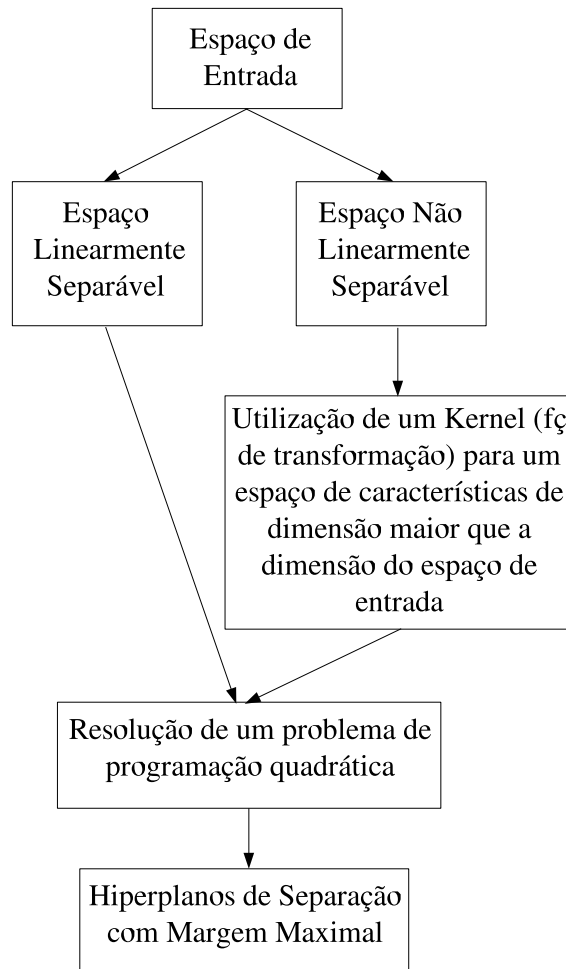 Espaço de
Entrada
Espaço
Linearmente
Separável
Espaço Não
Linearmente
Separável
Utilização de um Kernel (fç
de transformação) para um
espaço de características de
dimensão maior que a
dimensão do espaço de
entrada
Resolução de um problema de
programação quadrática
Hiperplanos de Separação
com Margem Maximal